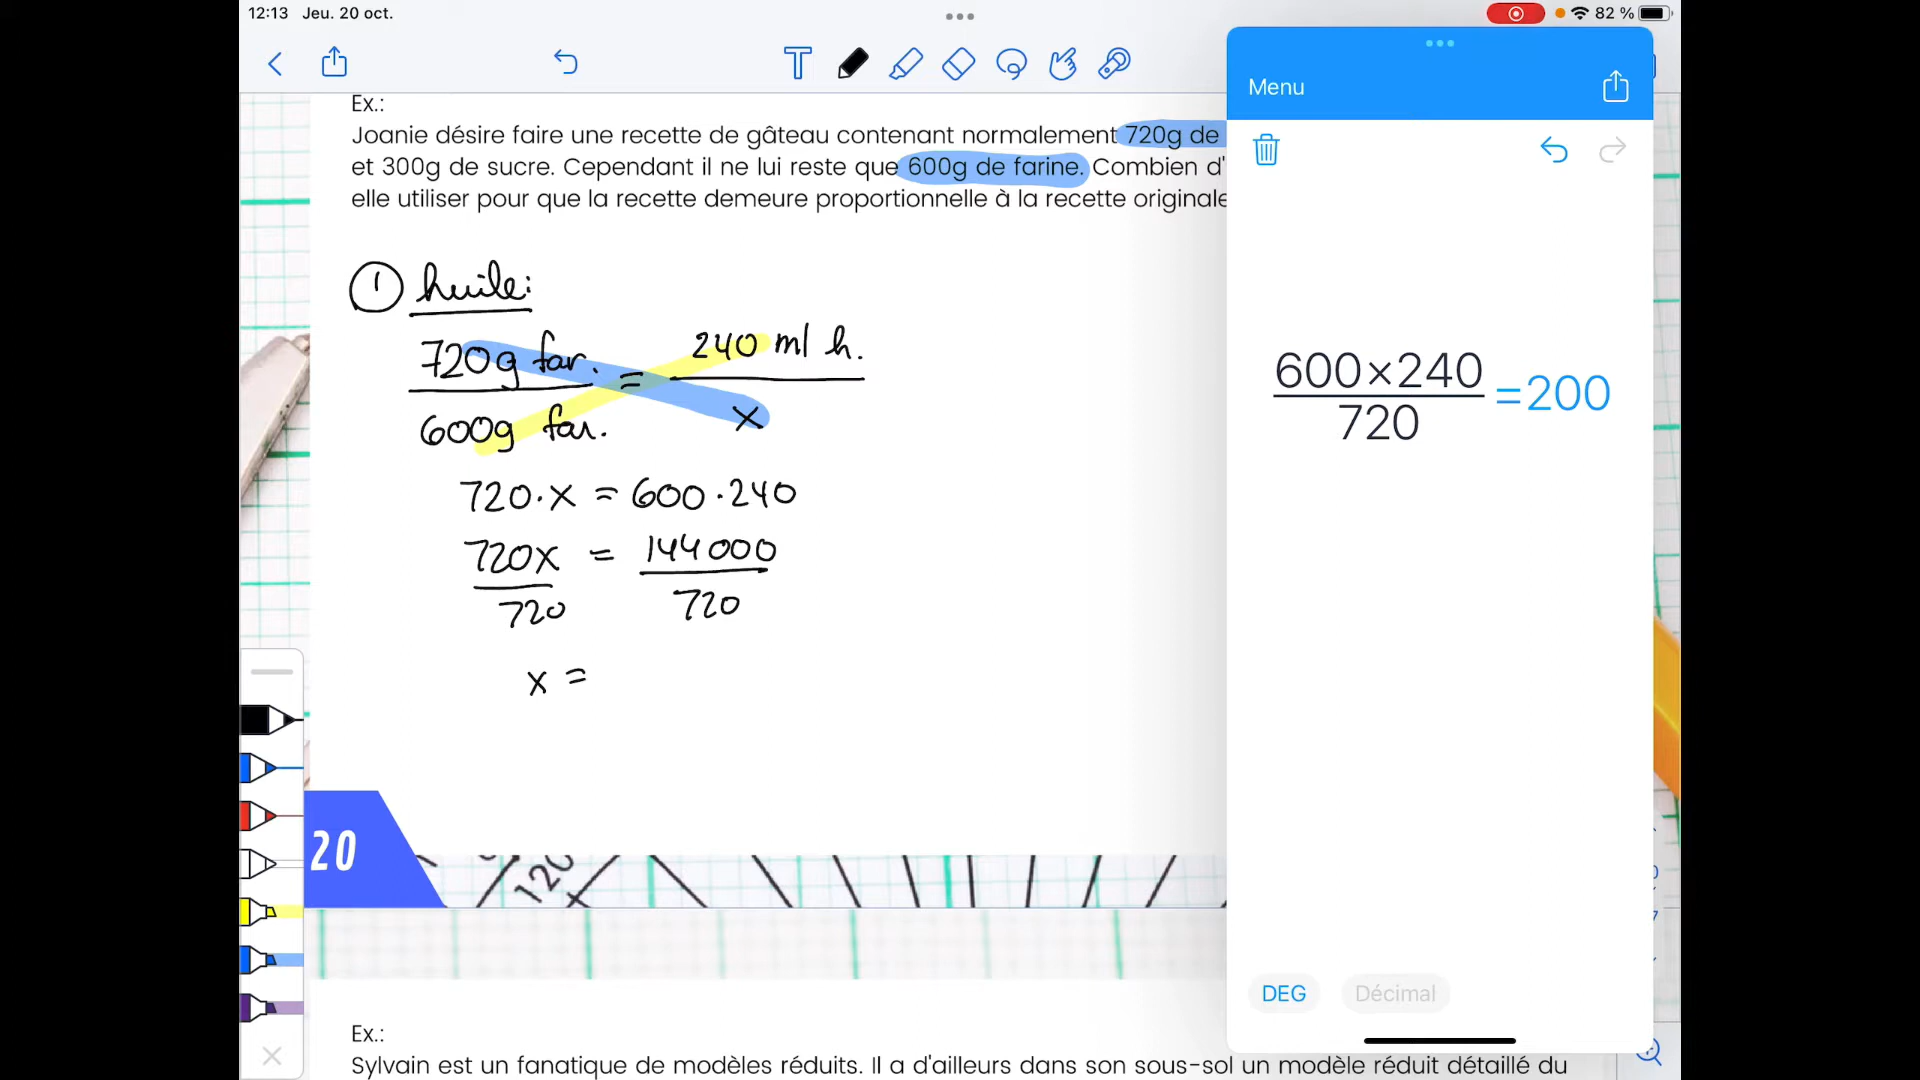 12:13 Jeu. 20 oct.
82 %
Ex.:
Joanie désire faire une recette de gâteau contenant normalement 720g de
et 300g de sucre. Cependant il ne lui reste que 600g de farine. Combien d'
elle utiliser pour que la recette demeure proportionnelle à la recette originale
① huile:
720g far. = 240 ml h.
600g far. x
720·x = 600·240
720x = 144000
720 720
x =
20
120
Ex.:
Sylvain est un fanatique de modèles réduits. Il a d'ailleurs dans son sous-sol un modèle réduit détaillé du
Menu
600×240
=200
720
DEG Décimal